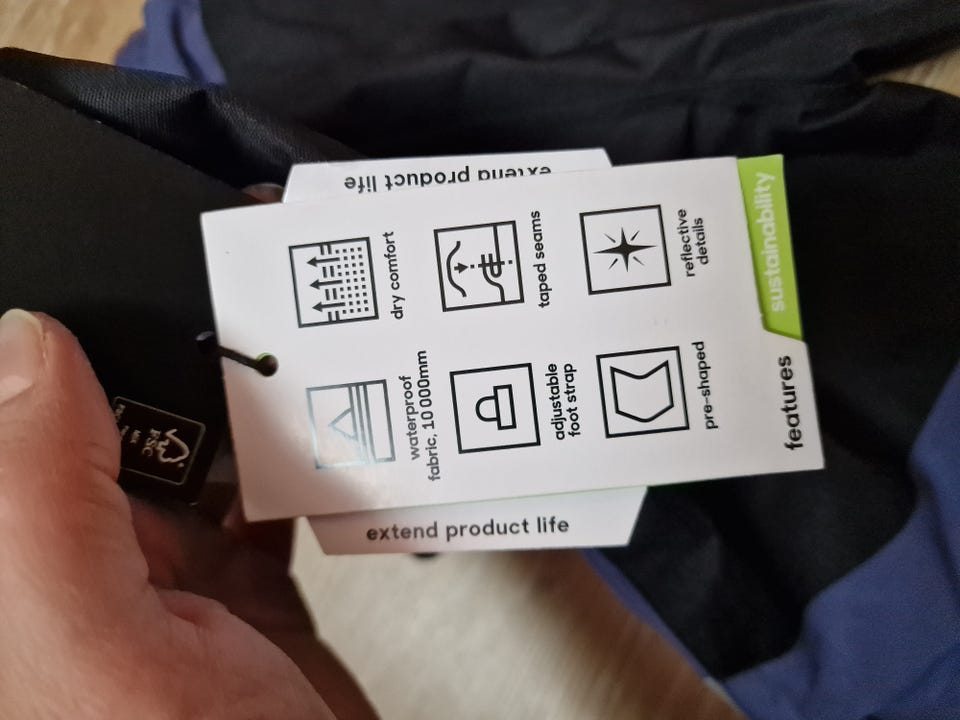 extend product life
features
sustainability
waterproof
fabric, 10 000mm
dry comfort
adjustable
foot strap
taped seams
pre-shaped
reflective
details
extend product life
FSC